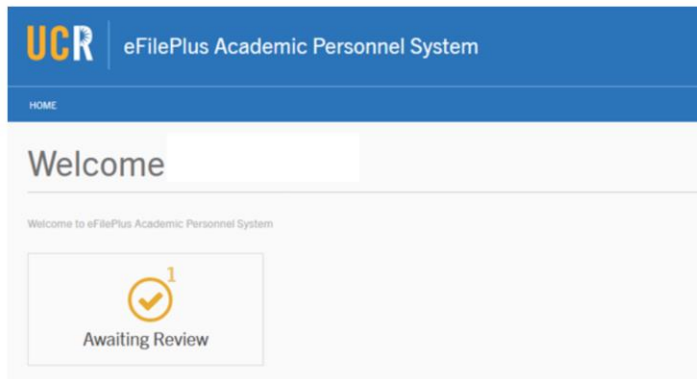 UCR eFilePlus Academic Personnel System
HOME
Welcome
Welcome to eFilePlus Academic Personnel System
1
Awaiting Review